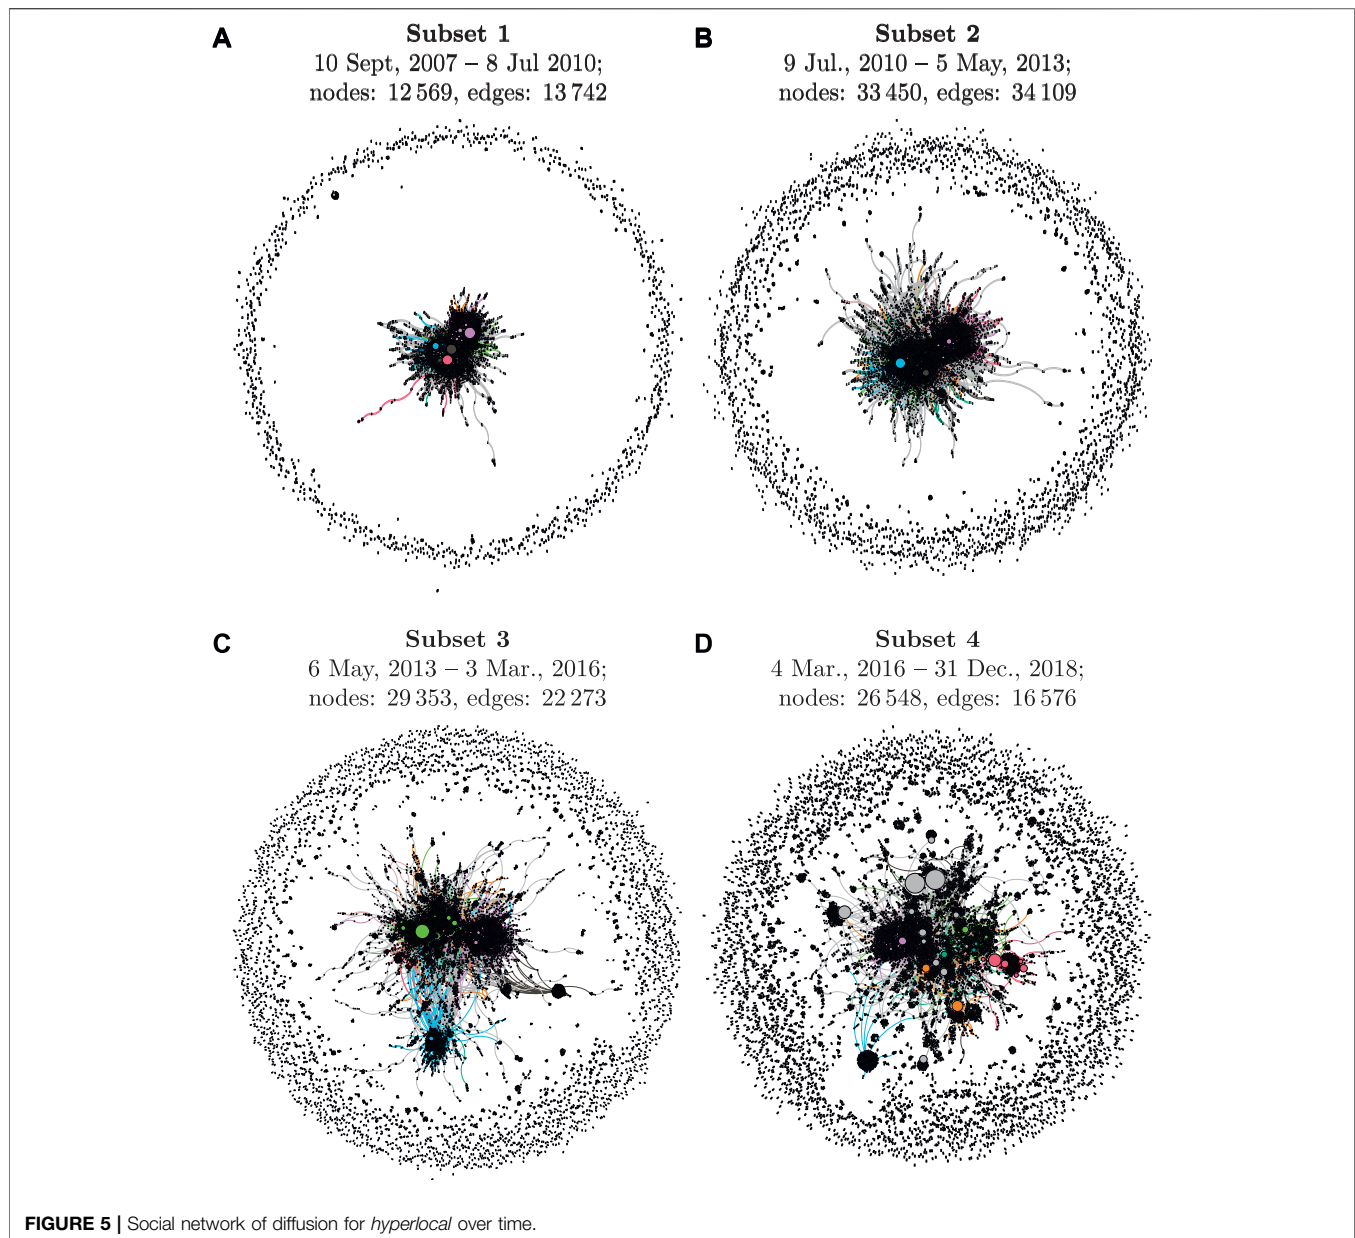 A
Subset 1
10 Sept, 2007 – 8 Jul 2010;
nodes: 12 569, edges: 13 742
B
Subset 2
9 Jul., 2010 – 5 May, 2013;
nodes: 33 450, edges: 34 109
C
Subset 3
6 May, 2013 – 3 Mar., 2016;
nodes: 29 353, edges: 22 273
D
Subset 4
4 Mar., 2016 – 31 Dec., 2018;
nodes: 26 548, edges: 16 576
FIGURE 5 | Social network of diffusion for hyperlocal over time.